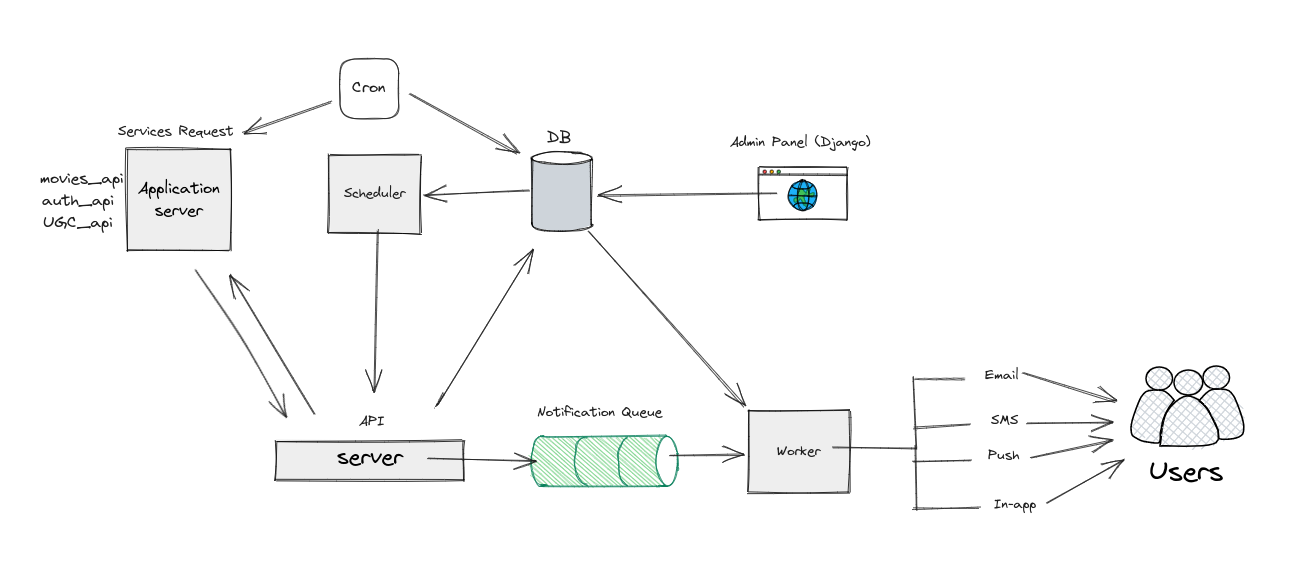 Cron
Services Request
DB
Admin Panel (Django)
movies_api
auth_api
UGC_api
Application
server
Scheduler
API
server
Notification Queue
Worker
Email
SMS
Push
In-app
Users